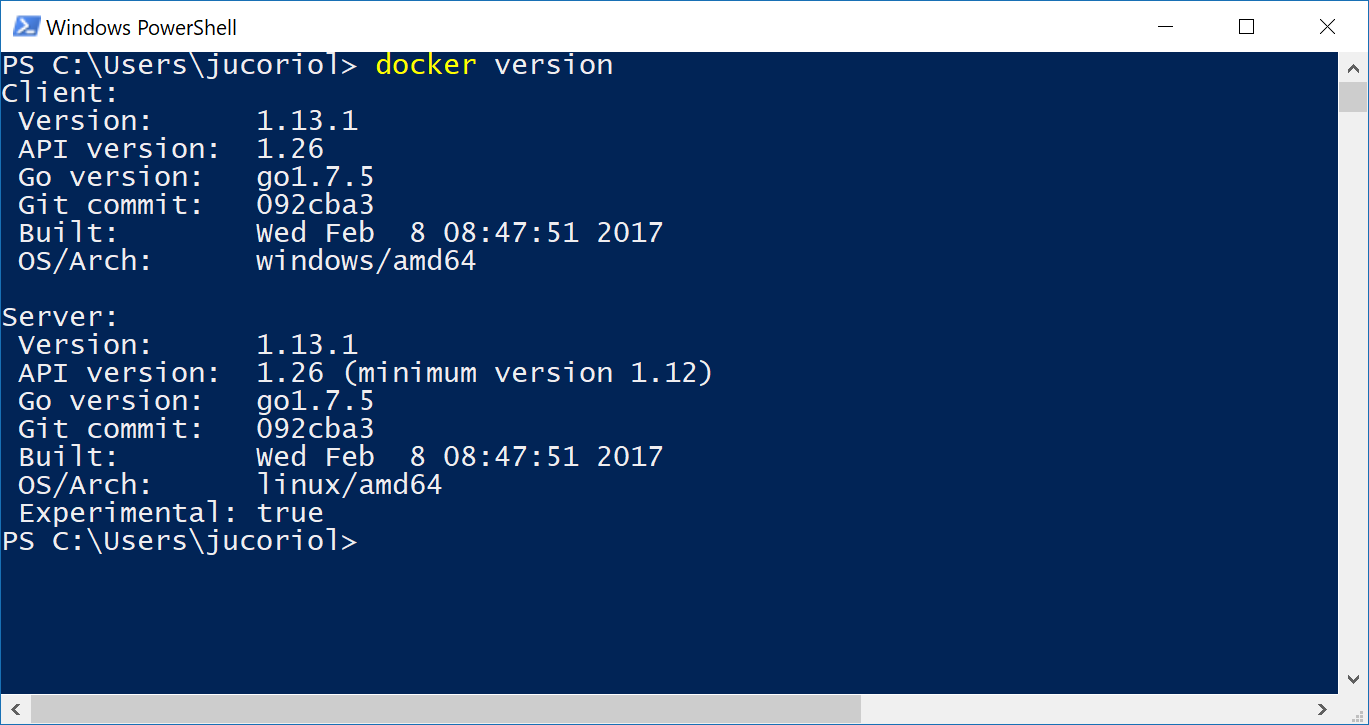 Windows PowerShell
PS C:\Users\jucoriol> docker version
Client:
 Version:      1.13.1
 API version:  1.26
 Go version:   go1.7.5
 Git commit:   092cba3
 Built:        Wed Feb  8 08:47:51 2017
 OS/Arch:      windows/amd64

Server:
 Version:      1.13.1
 API version:  1.26 (minimum version 1.12)
 Go version:   go1.7.5
 Git commit:   092cba3
 Built:        Wed Feb  8 08:47:51 2017
 OS/Arch:      linux/amd64
 Experimental: true
PS C:\Users\jucoriol>